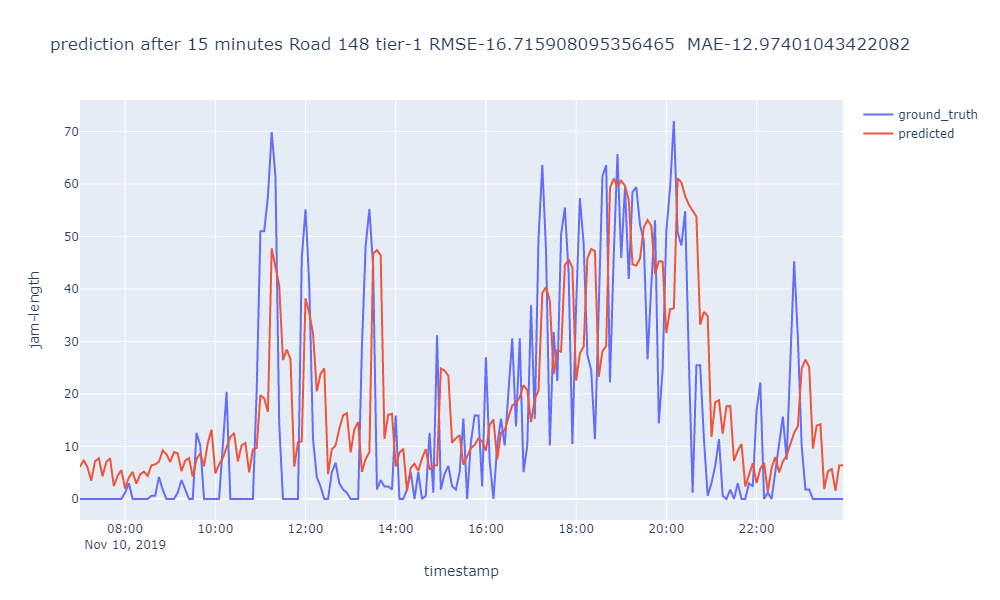 prediction after 15 minutes Road 148 tier-1 RMSE-16.715908095356465  MAE-12.97401043422082
ground_truth
predicted
jam-length
70
60
50
40
30
20
10
0
08:00 10:00 12:00 14:00 16:00 18:00 20:00 22:00
Nov 10, 2019
timestamp